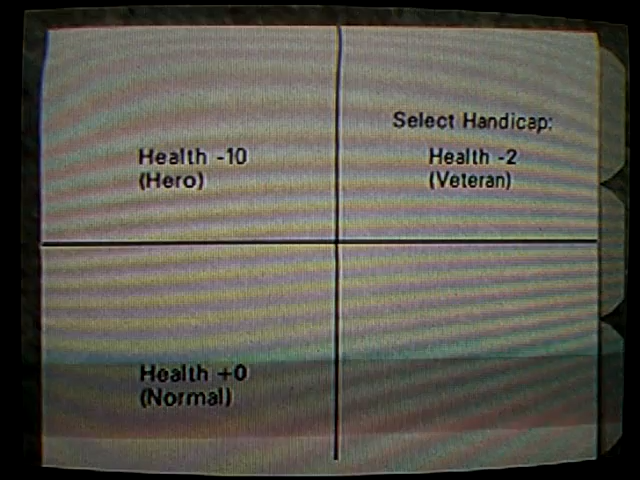 Health -10
(Hero)
Select Handicap:
Health -2
(Veteran)
Health +0
(Normal)